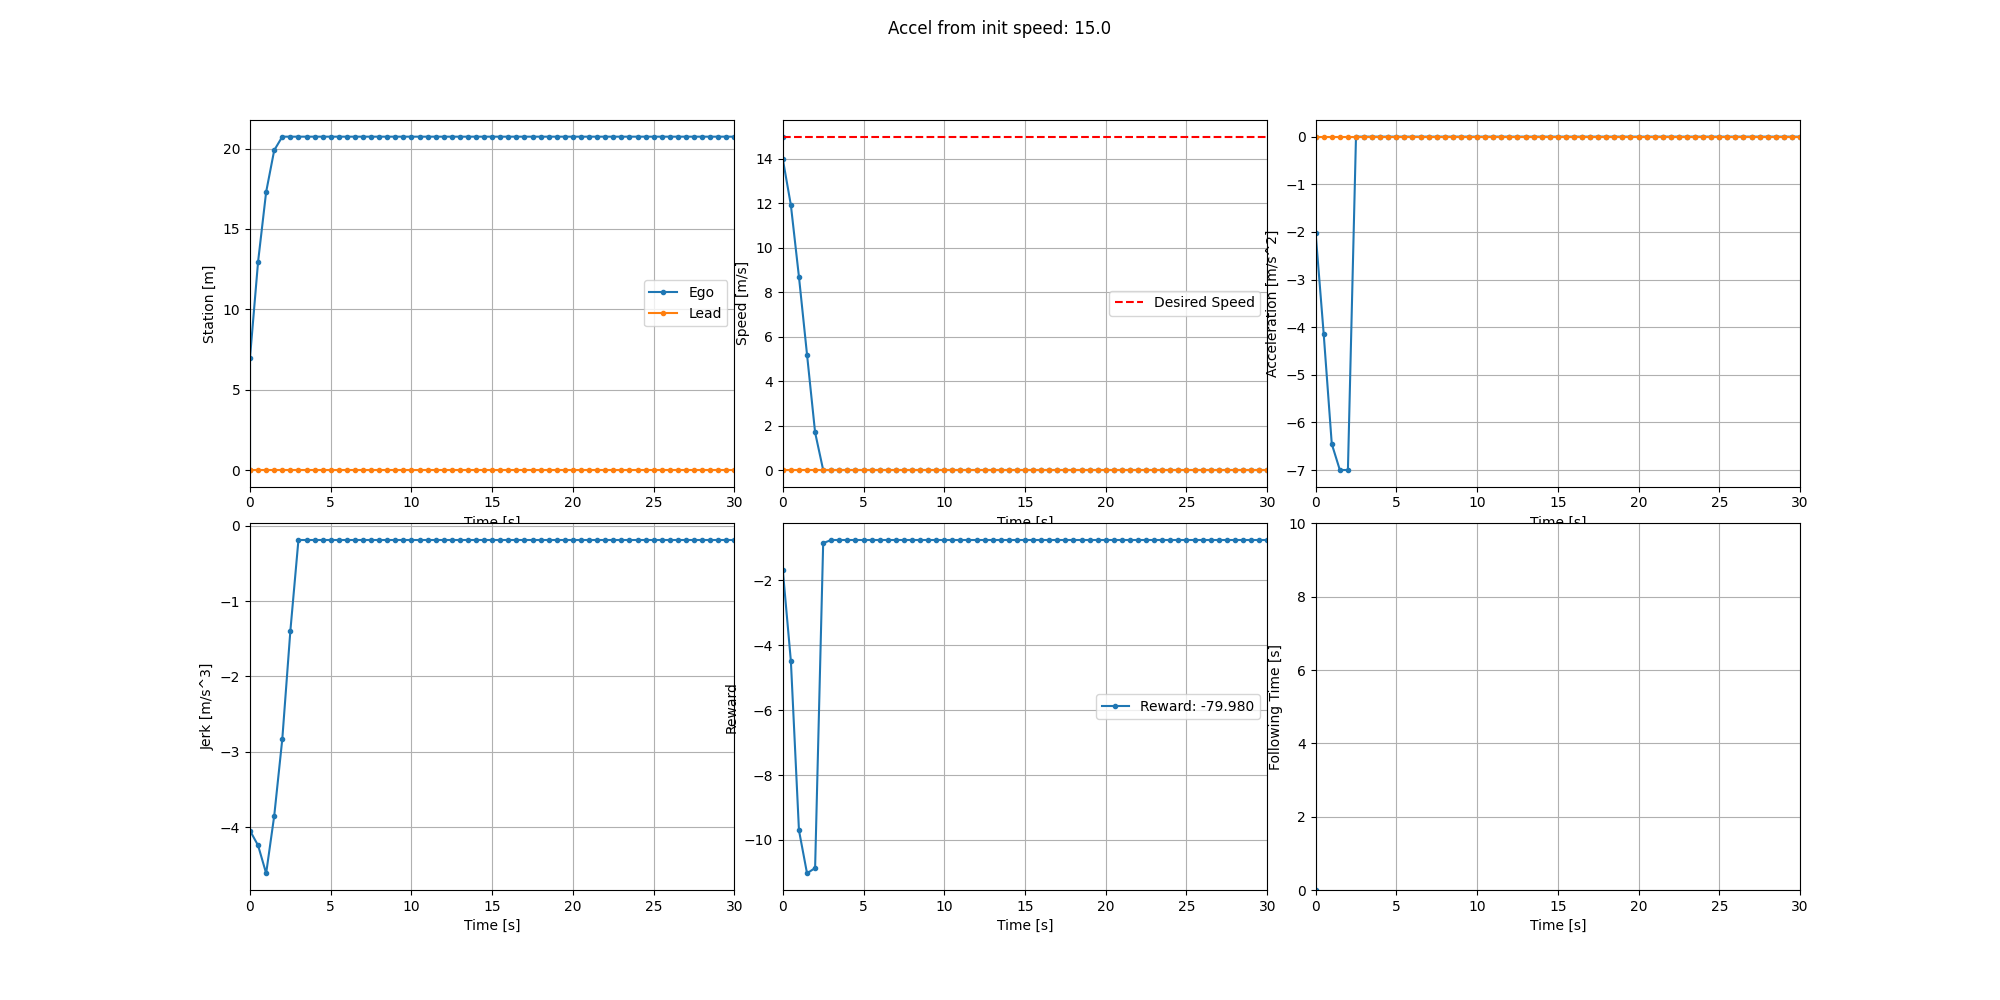 Accel from init speed: 15.0
Station [m]
20
15
10
5
0
0 5 10 15 20 25 30
Time [s]
Ego
Lead
Speed [m/s]
14
12
10
8
6
4
2
0
0 5 10 15 20 25 30
Time [s]
Desired Speed
Acceleration [m/s^2]
0
−1
−2
−3
−4
−5
−6
−7
0 5 10 15 20 25 30
Time [s]
Jerk [m/s^3]
0
−1
−2
−3
−4
0 5 10 15 20 25 30
Time [s]
Reward
−2
−4
−6
−8
−10
0 5 10 15 20 25 30
Time [s]
Reward: -79.980
Following Time [s]
10
8
6
4
2
0
0 5 10 15 20 25 30
Time [s]